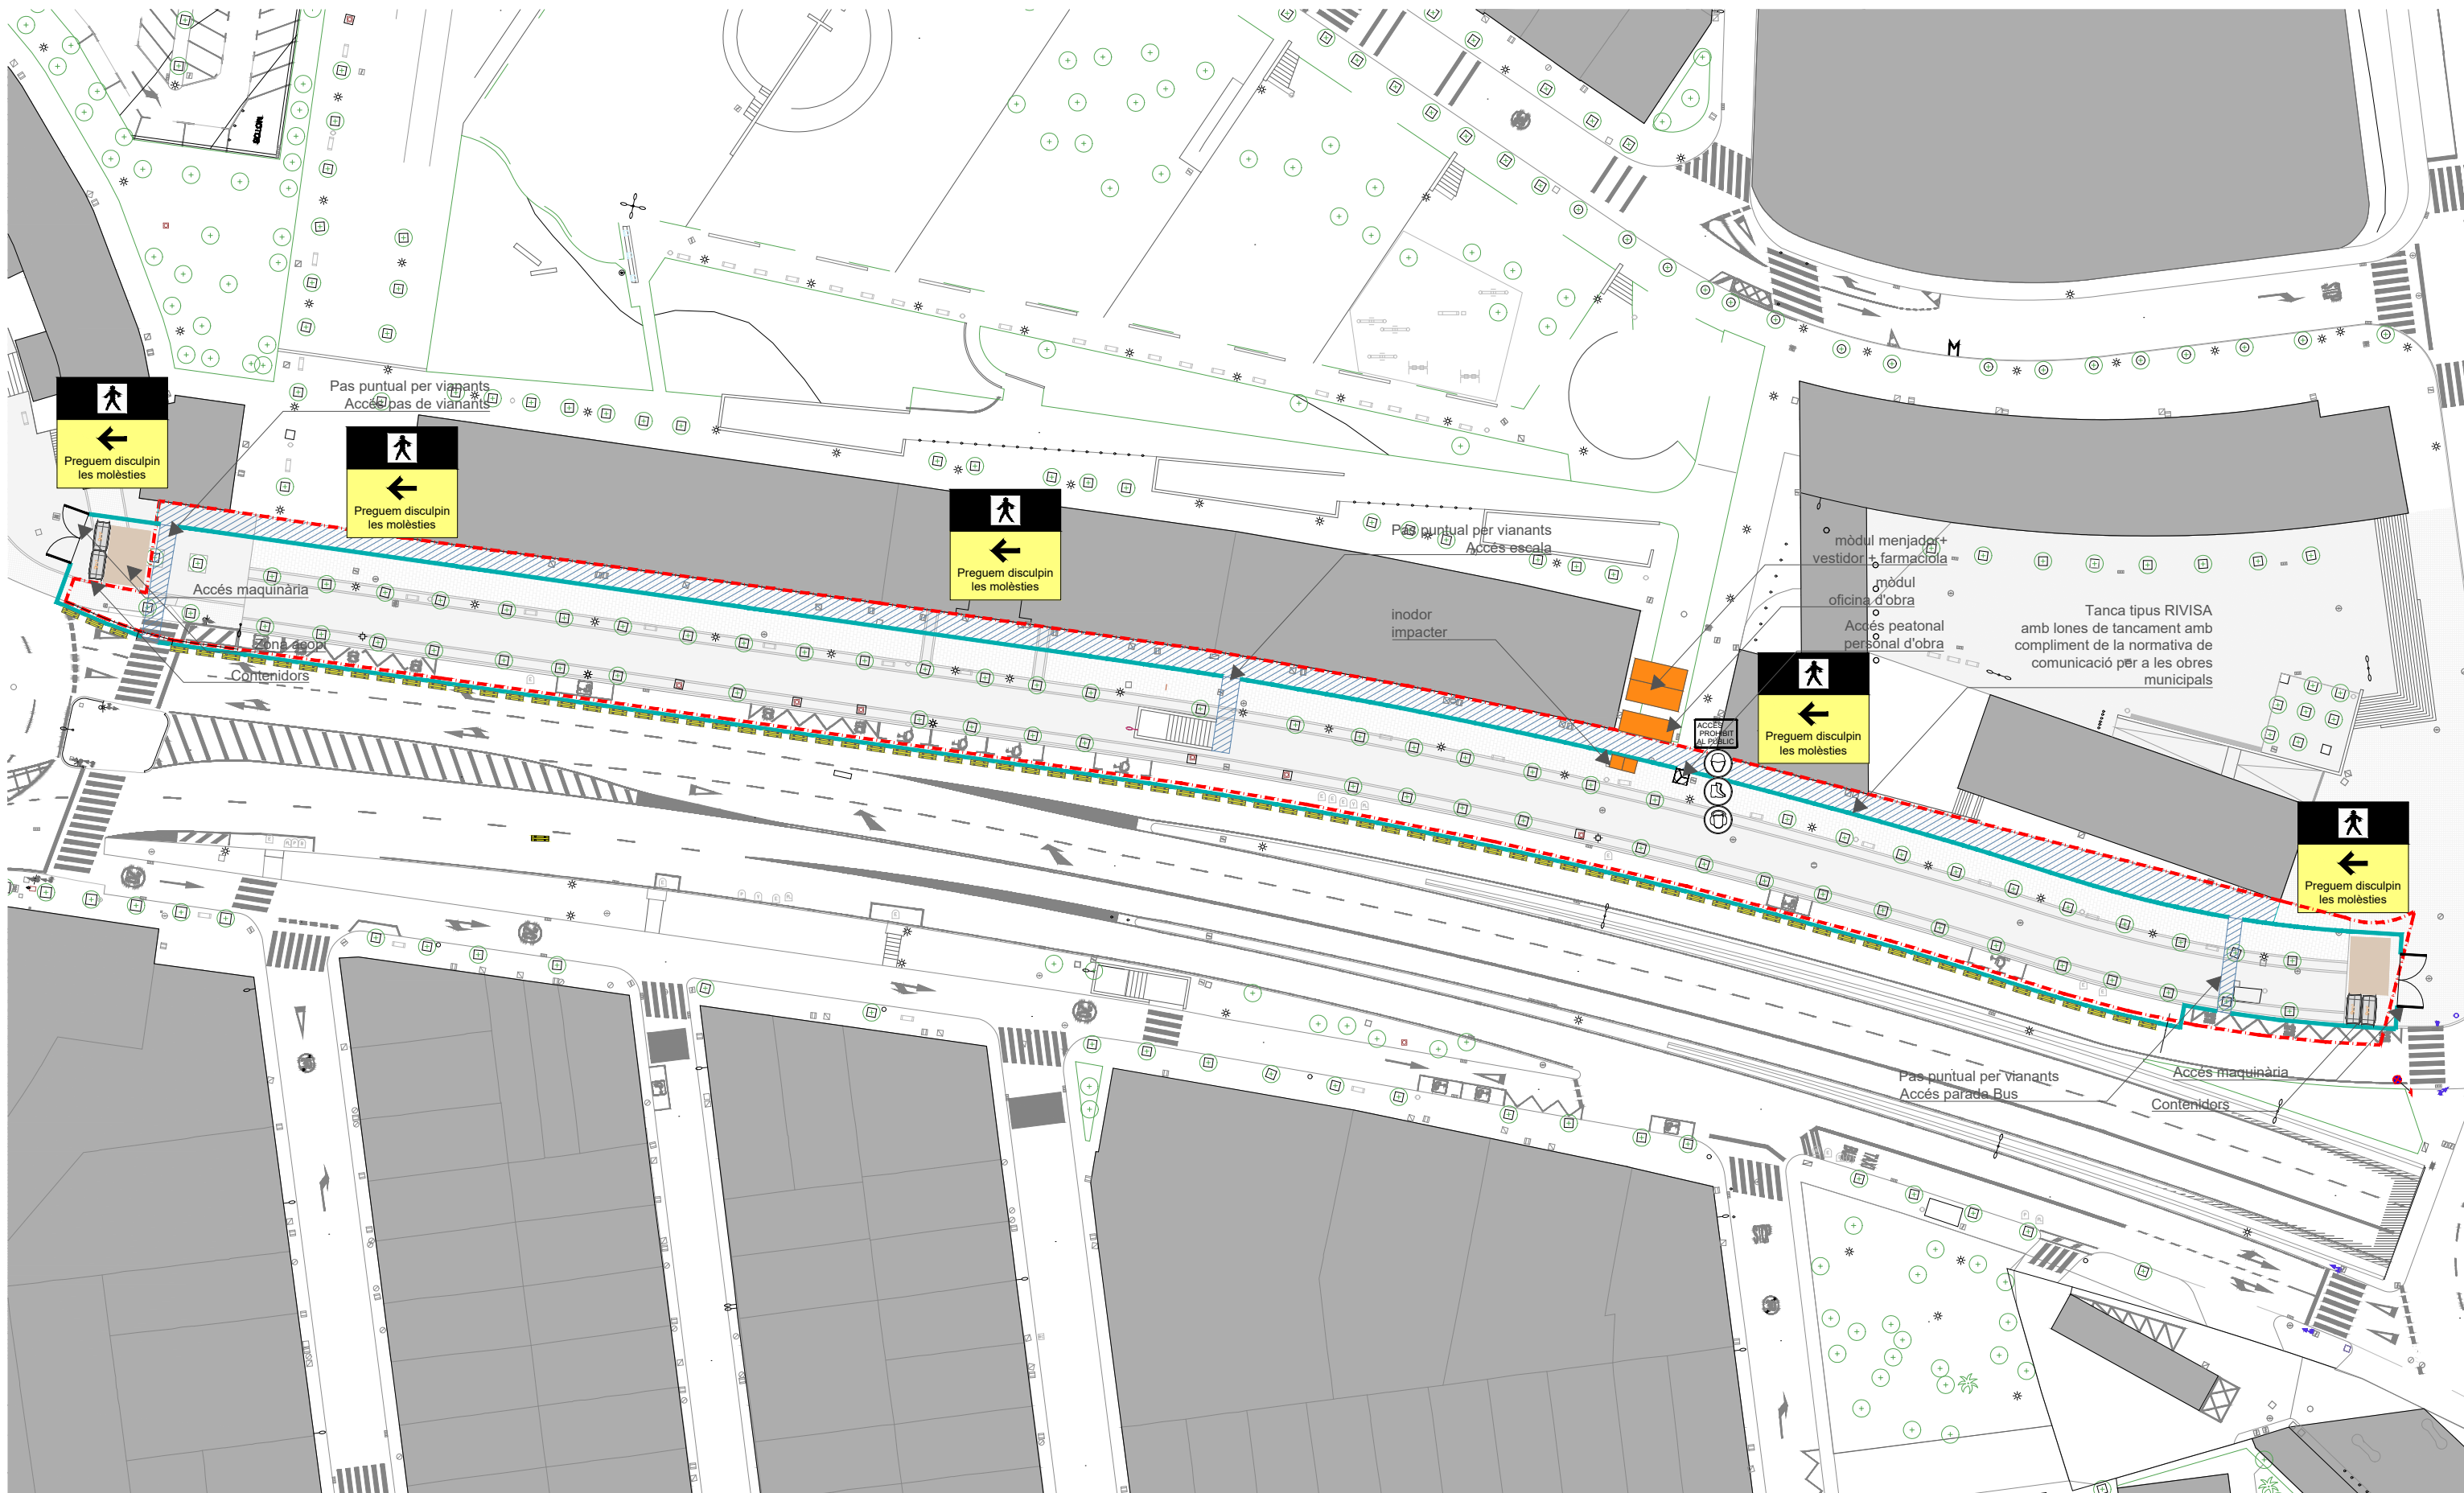 MOTOS
Pas puntual per vianants
Accés pas de vianants
Preguem disculpin
les molèsties
Preguem disculpin
les molèsties
Preguem disculpin
les molèsties
Accés maquinària
Zona acopi
Contenidors
Pas puntual per vianants
Accés escala
inodor
impacter
M
mòdul menjador+
vestidor + farmaciola
mòdul
oficina d'obra
Accés peatonal
personal d'obra
Tanca tipus RIVISA
amb lones de tancament amb
compliment de la normativa de
comunicació per a les obres
municipals
ACCÉS
PROHIBIT
AL PÚBLIC
Preguem disculpin
les molèsties
Preguem disculpin
les molèsties
Pas puntual per vianants
Accés parada Bus
Accés maquinària
Contenidors
TAXI
BUS